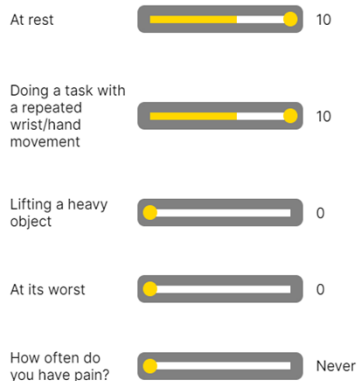 At rest
10
Doing a task with
a repeated
wrist/hand
movement
10
Lifting a heavy
object
0
At its worst
0
How often do
you have pain?
Never